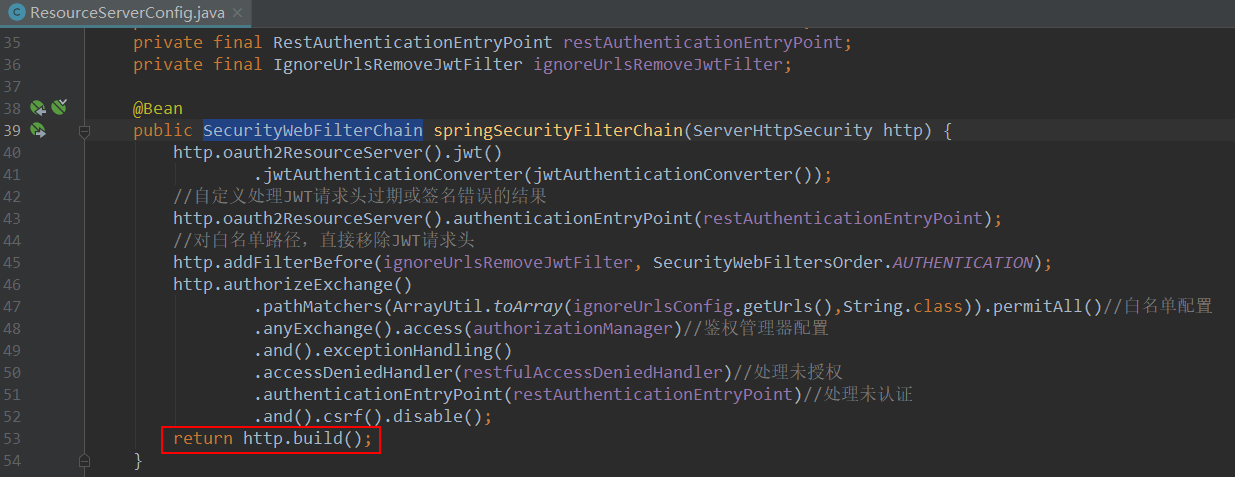 ResourceServerConfig.java
35 private final RestAuthenticationEntryPoint restAuthenticationEntryPoint;
36 private final IgnoreUrlsRemoveJwtFilter ignoreUrlsRemoveJwtFilter;
37
38 @Bean
39 public SecurityWebFilterChain springSecurityFilterChain(ServerHttpSecurity http) {
40 http.oauth2ResourceServer().jwt()
41 .jwtAuthenticationConverter(jwtAuthenticationConverter());
42 //自定义处理JWT请求头过期或签名错误的结果
43 http.oauth2ResourceServer().authenticationEntryPoint(restAuthenticationEntryPoint);
44 //对白名单路径，直接移除JWT请求头
45 http.addFilterBefore(ignoreUrlsRemoveJwtFilter, SecurityWebFiltersOrder.AUTHENTICATION);
46 http.authorizeExchange()
47 .pathMatchers(ArrayUtil.toArray(ignoreUrlsConfig.getUrls(),String.class)).permitAll()//白名单配置
48 .anyExchange().access(authorizationManager)//鉴权管理器配置
49 .and().exceptionHandling()
50 .accessDeniedHandler(restfulAccessDeniedHandler)//处理未授权
51 .authenticationEntryPoint(restAuthenticationEntryPoint)//处理未认证
52 .and().csrf().disable();
53 return http.build();
54 }